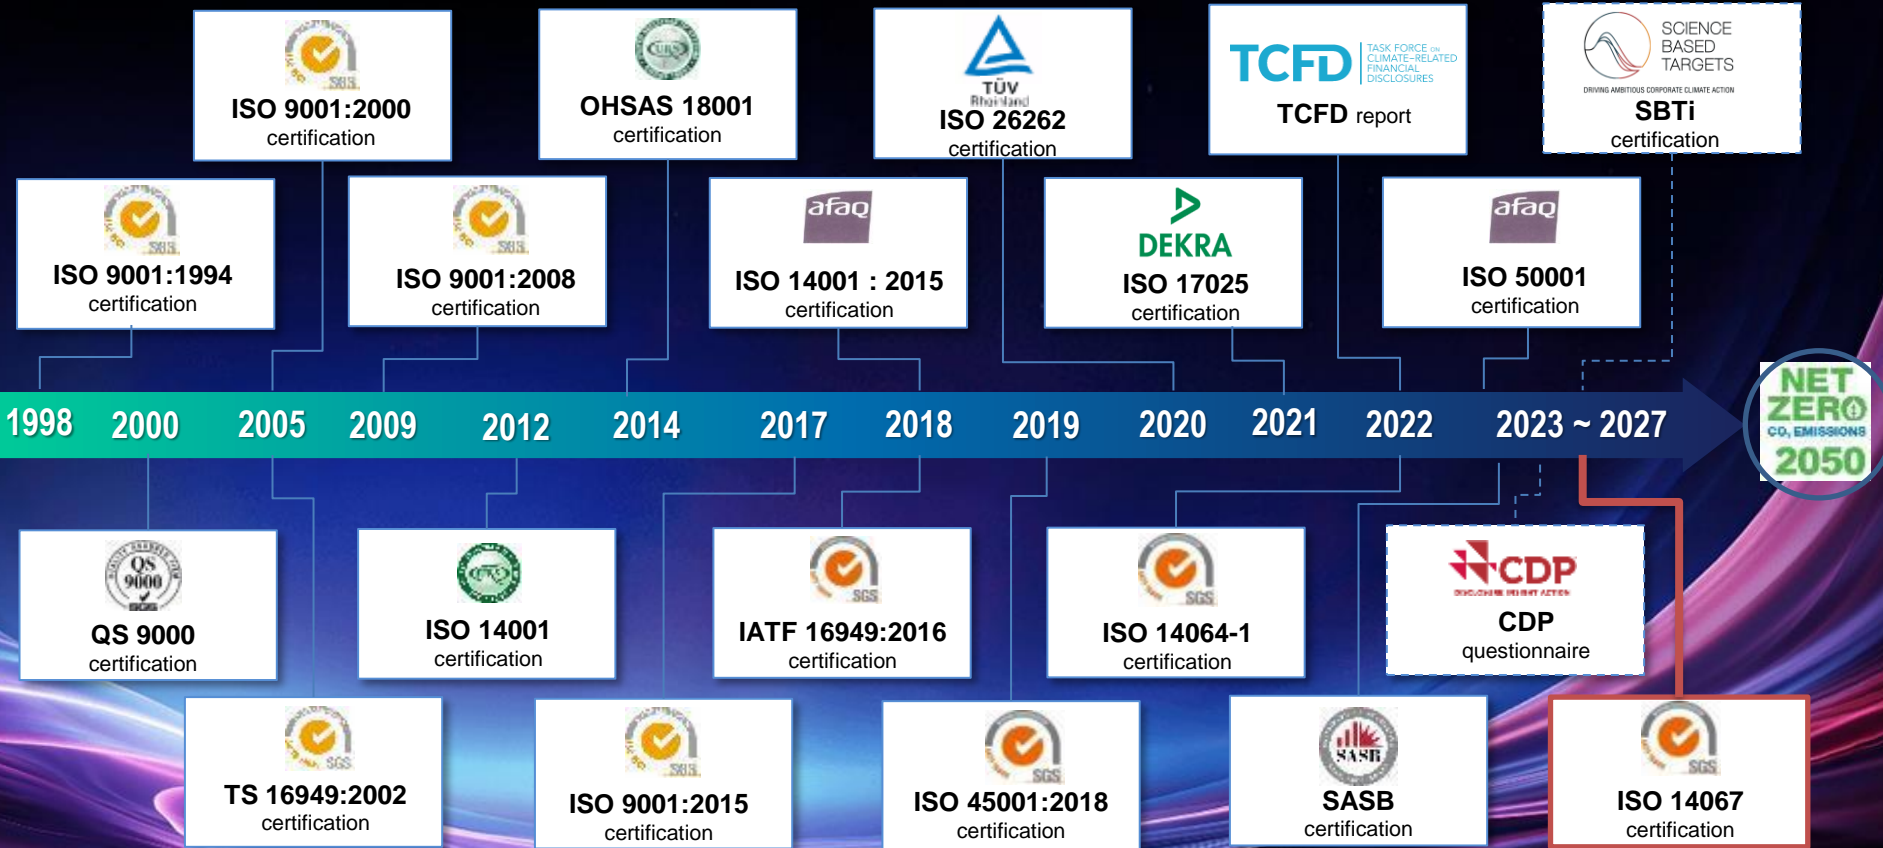 ISO 9001:2000
certification
OHSAS 18001
certification
TÜV
Rheinland
ISO 26262
certification
TCFD
TASK FORCE ON
CLIMATE-RELATED
FINANCIAL
DISCLOSURES
TCFD report
SCIENCE
BASED
TARGETS
DRIVING AMBITIOUS CORPORATE CLIMATE ACTION
SBTi
certification
SGS
ISO 9001:1994
certification
SGS
ISO 9001:2008
certification
afaq
ISO 14001 : 2015
certification
DEKRA
ISO 17025
certification
afaq
ISO 50001
certification
1998
2000
2005
2009
2012
2014
2017
2018
2019
2020
2021
2022
2023 ~ 2027
NET
ZERO
CO2 EMISSIONS
2050
QS
9000
QS 9000
certification
ISO 14001
certification
SGS
IATF 16949:2016
certification
SGS
ISO 14064-1
certification
CDP
DISCLOSURE INSIGHT ACTION
CDP
questionnaire
SGS
TS 16949:2002
certification
SGS
ISO 9001:2015
certification
SGS
ISO 45001:2018
certification
SASB
SASB
certification
SGS
ISO 14067
certification